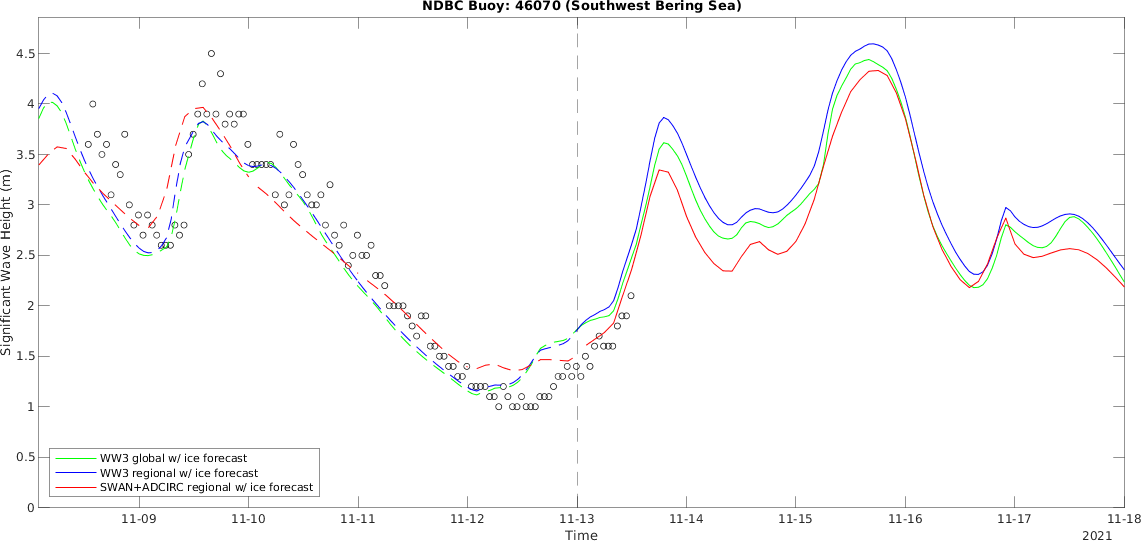 NDBC Buoy: 46070 (Southwest Bering Sea)
Significant Wave Height (m)
4.5
4
3.5
3
2.5
2
1.5
1
0.5
0
WW3 global w/ ice forecast
WW3 regional w/ ice forecast
SWAN+ADCIRC regional w/ ice forecast
11-09 11-10 11-11 11-12 11-13 11-14 11-15 11-16 11-17 11-18
Time
2021